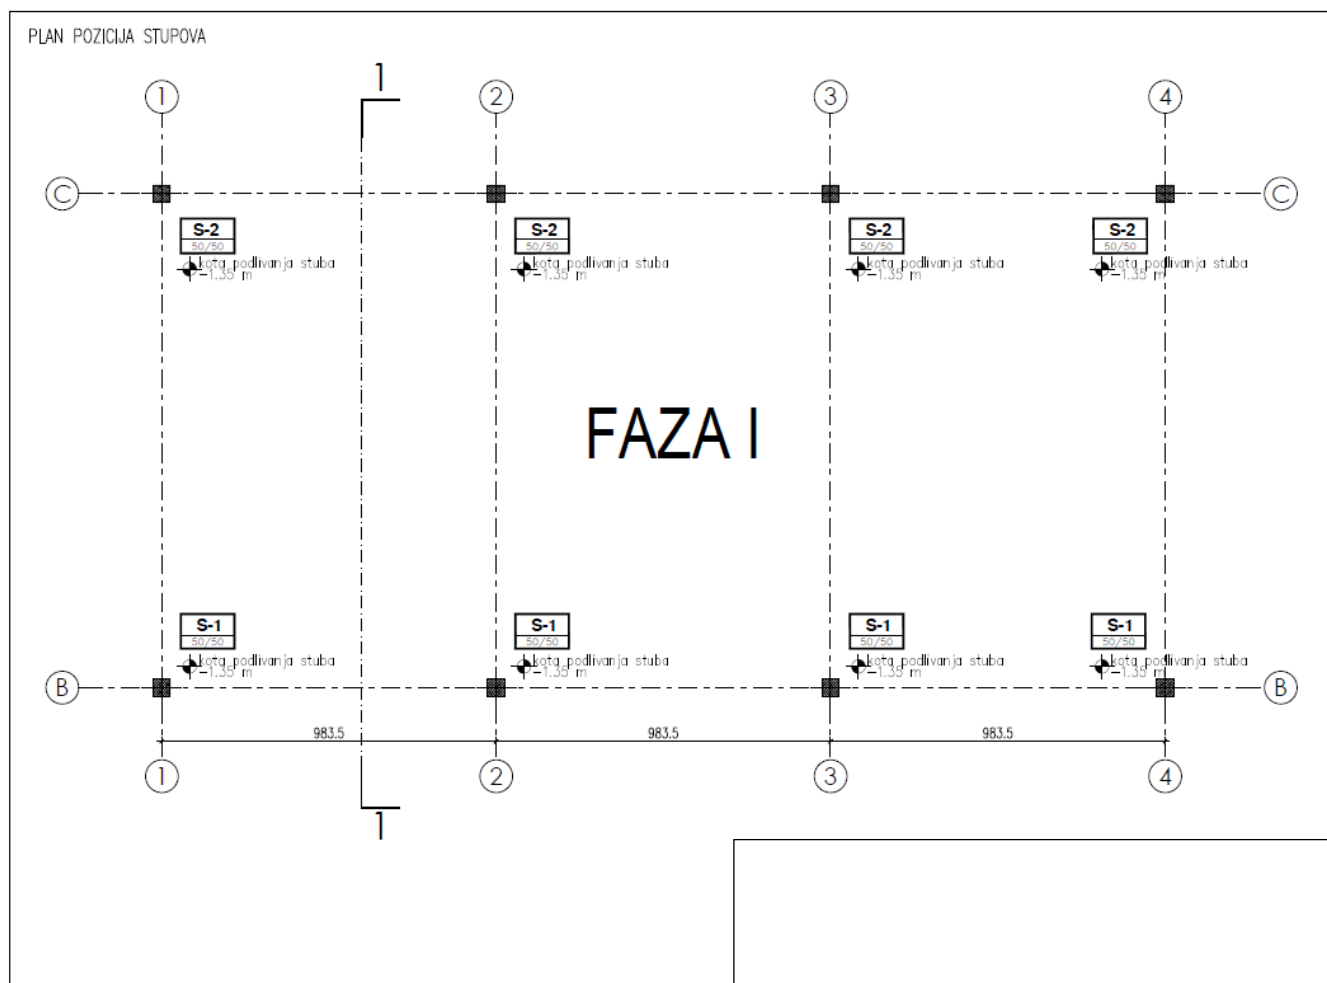 PLAN POZICIJA STUPOVA
1
1
2
3
4
C
C
S-2
50/50
kota podlivanja stuba
-1.35 m
S-2
50/50
kota podlivanja stuba
-1.35 m
S-2
50/50
kota podlivanja stuba
-1.35 m
S-2
50/50
kota podlivanja stuba
-1.35 m
FAZA I
S-1
50/50
kota podlivanja stuba
-1.35 m
S-1
50/50
kota podlivanja stuba
-1.35 m
S-1
50/50
kota podlivanja stuba
-1.35 m
S-1
50/50
kota podlivanja stuba
-1.35 m
B
B
983.5
983.5
983.5
1
2
3
4
1